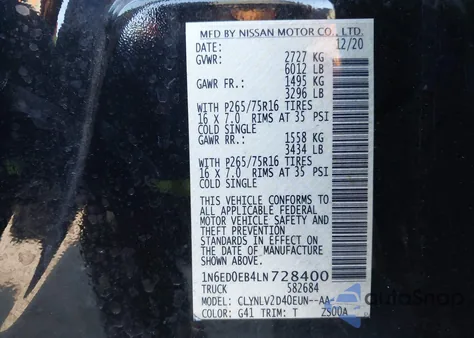 MFD BY NISSAN MOTOR CO., LTD.
DATE: 12/20
GVWR: 2727 KG
6012 LB
GAWR FR.: 1495 KG
3296 LB
WITH P265/75R16 TIRES
16 X 7.0 RIMS AT 35 PSI
COLD SINGLE
GAWR RR.: 1558 KG
3434 LB
WITH P265/75R16 TIRES
16 X 7.0 RIMS AT 35 PSI
COLD SINGLE
THIS VEHICLE CONFORMS TO
ALL APPLICABLE FEDERAL
MOTOR VEHICLE SAFETY AND
THEFT PREVENTION
STANDARDS IN EFFECT ON
THE DATE OF MANUFACTURE
SHOWN ABOVE.
1N6ED0EB4LN728400
TRUCK 582684
MODEL: CLYNLV2D40EUN--AA-
COLOR: G41 TRIM: T ZS00A
autoSnap